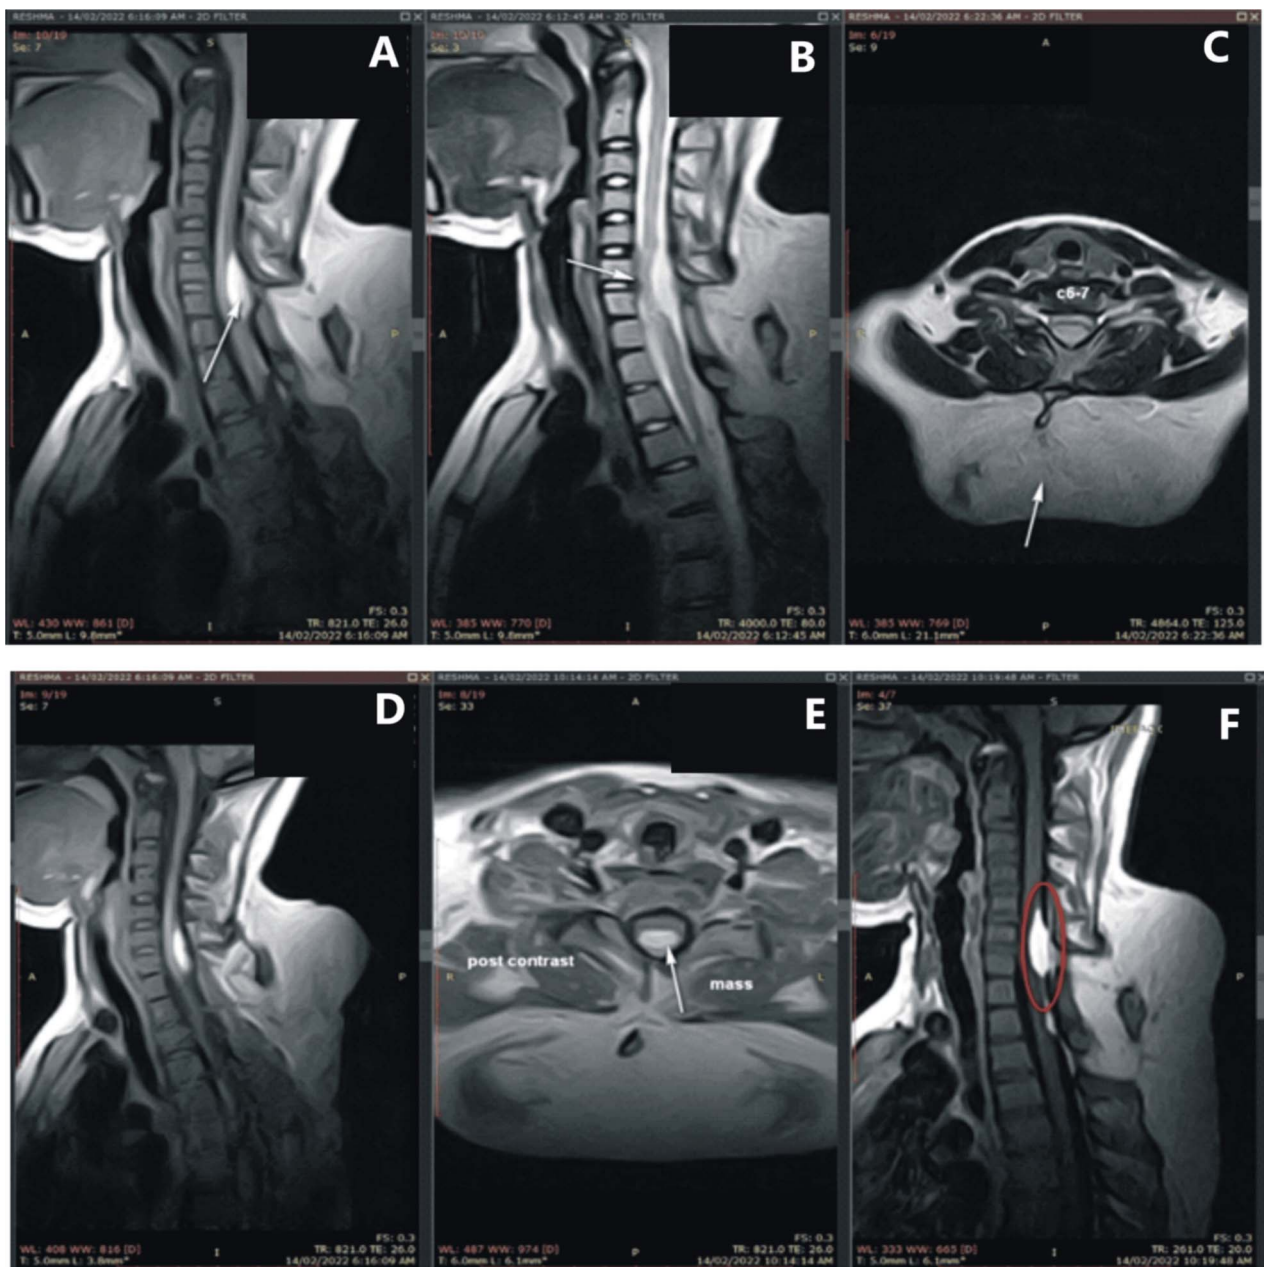 RESHMA - 14/02/2022 6:16:09 AM - 2D FILTER
Im: 10/19
Se: 7
S
A
A
P
WL: 430 WW: 861 [D]
T: 5.0mm L: 9.8mm*
I
FS: 0.3
TR: 821.0 TE: 26.0
14/02/2022 6:16:09 AM
RESHMA - 14/02/2022 6:12:45 AM - 2D FILTER
Im: 10/19
Se: 3
S
B
A
P
WL: 385 WW: 770 [D]
T: 5.0mm L: 9.8mm*
I
FS: 0.3
TR: 4000.0 TE: 80.0
14/02/2022 6:12:45 AM
RESHMA - 14/02/2022 6:22:36 AM - 2D FILTER
Im: 6/19
Se: 9
A
C
c6-7
WL: 385 WW: 769 [D]
T: 6.0mm L: 21.1mm*
P
FS: 0.3
TR: 4864.0 TE: 125.0
14/02/2022 6:22:36 AM
RESHMA - 14/02/2022 6:16:09 AM - 2D FILTER
Im: 9/19
Se: 7
S
D
A
P
WL: 408 WW: 816 [D]
T: 5.0mm L: 3.8mm*
I
FS: 0.3
TR: 821.0 TE: 26.0
14/02/2022 6:16:09 AM
RESHMA - 14/02/2022 10:14:14 AM - 2D FILTER
Im: 8/19
Se: 33
A
E
post contrast
R
mass
L
WL: 487 WW: 974 [D]
T: 6.0mm L: 6.1mm*
P
FS: 0.3
TR: 821.0 TE: 26.0
14/02/2022 10:14:14 AM
RESHMA - 14/02/2022 10:19:48 AM - FILTER
Im: 4/7
Se: 37
S
F
A
P
WL: 333 WW: 665 [D]
T: 5.0mm L: 6.1mm*
I
FS: 0.3
TR: 261.0 TE: 20.0
14/02/2022 10:19:48 AM